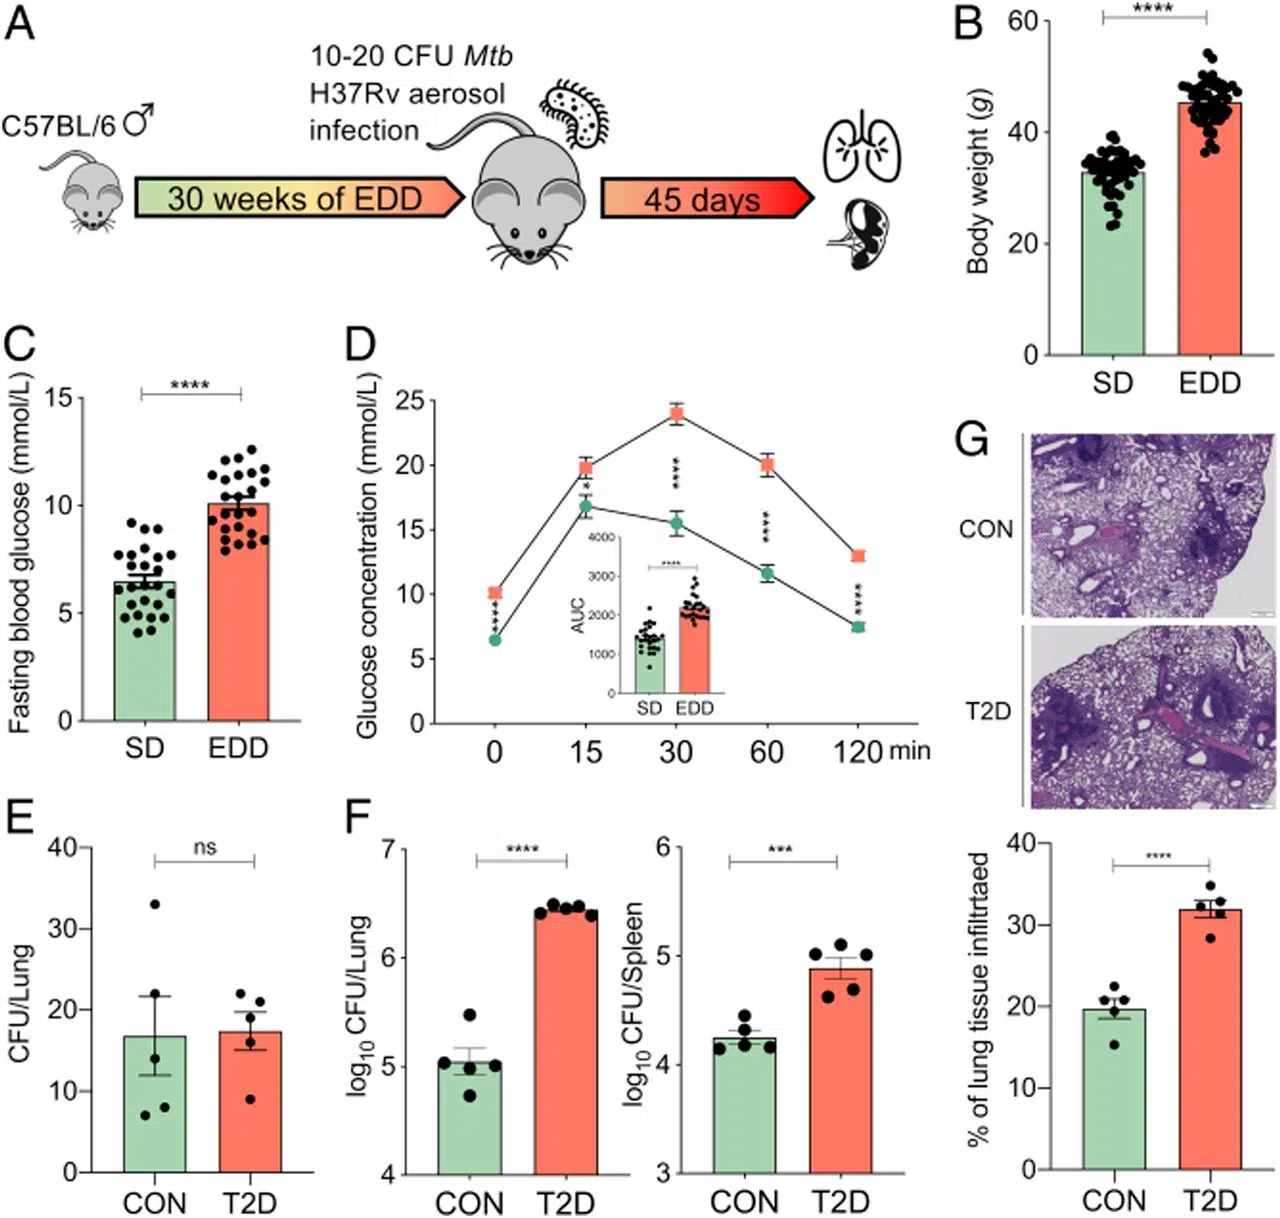 A
10-20 CFU Mtb
H37Rv aerosol
infection
C57BL/6 ♂
30 weeks of EDD
45 days
B
****
Body weight (g)
60
40
20
0
SD EDD
C
****
Fasting blood glucose (mmol/L)
15
10
5
0
SD EDD
D
Glucose concentration (mmol/L)
25
20
15
10
5
0
****
*
****
****
****
0 15 30 60 120 min
****
AUC
4000
3000
2000
1000
0
SD EDD
E
ns
CFU/Lung
40
30
20
10
0
CON T2D
F
****
log10 CFU/Lung
7
6
5
4
CON T2D
***
log10 CFU/Spleen
6
5
4
3
CON T2D
G
CON
T2D
****
% of lung tissue infiltrtaed
40
30
20
10
0
CON T2D